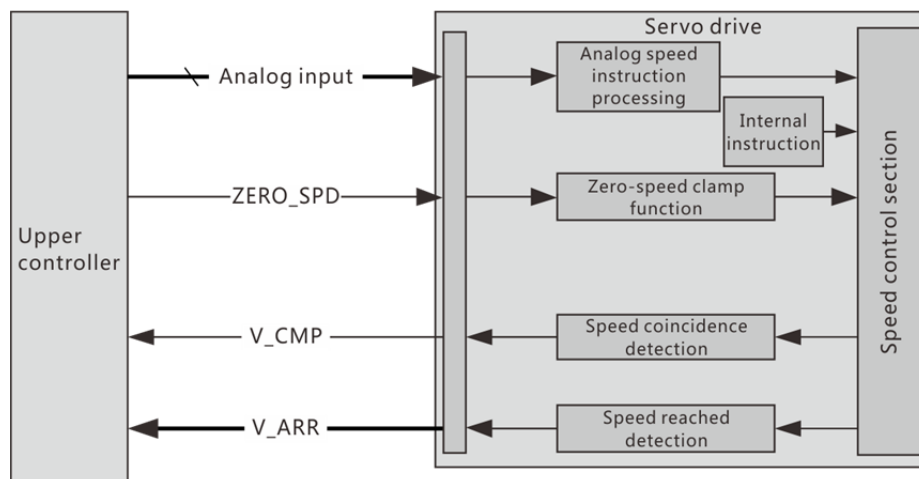 Servo drive
Analog input
Analog speed
instruction
processing
Internal
instruction
ZERO_SPD
Zero-speed clamp
function
Upper
controller
Speed control section
V_CMP
Speed coincidence
detection
V_ARR
Speed reached
detection